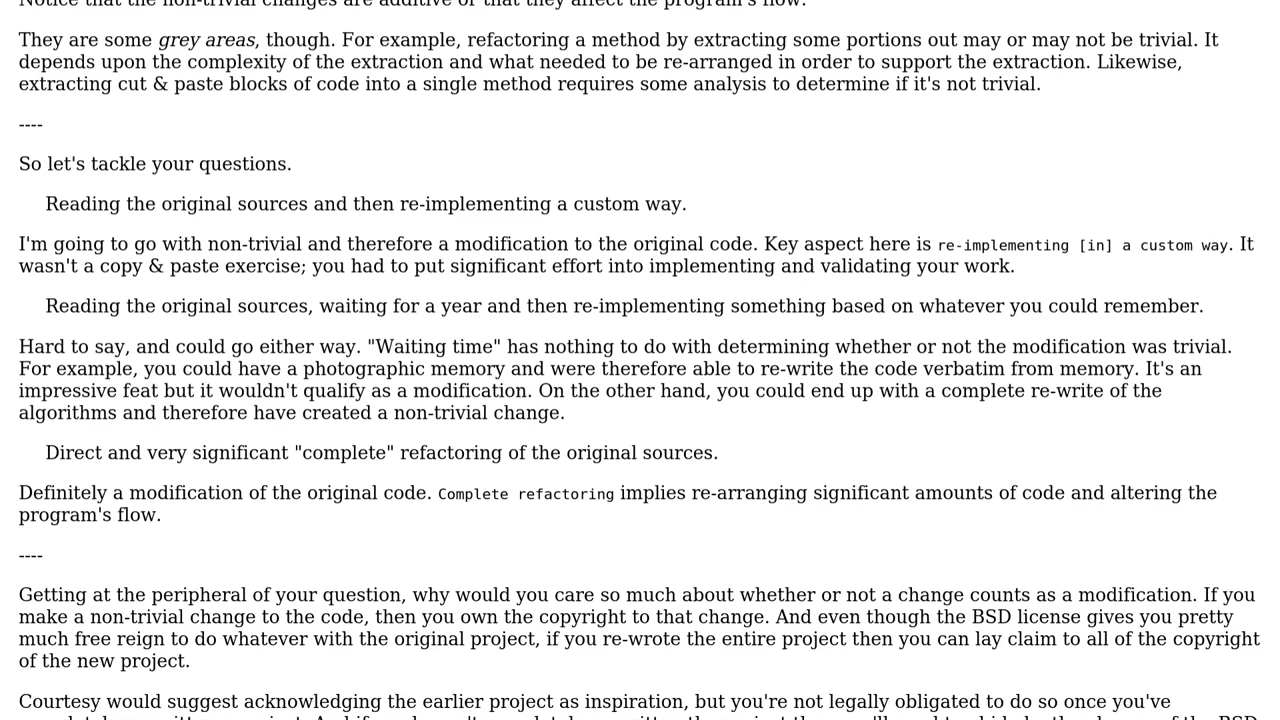 Notice that the non-trivial changes are additive or that they affect the program's flow.
They are some grey areas, though. For example, refactoring a method by extracting some portions out may or may not be trivial. It
depends upon the complexity of the extraction and what needed to be re-arranged in order to support the extraction. Likewise,
extracting cut & paste blocks of code into a single method requires some analysis to determine if it's not trivial.
----
So let's tackle your questions.
Reading the original sources and then re-implementing a custom way.
I'm going to go with non-trivial and therefore a modification to the original code. Key aspect here is re-implementing [in] a custom way. It
wasn't a copy & paste exercise; you had to put significant effort into implementing and validating your work.
Reading the original sources, waiting for a year and then re-implementing something based on whatever you could remember.
Hard to say, and could go either way. "Waiting time" has nothing to do with determining whether or not the modification was trivial.
For example, you could have a photographic memory and were therefore able to re-write the code verbatim from memory. It's an
impressive feat but it wouldn't qualify as a modification. On the other hand, you could end up with a complete re-write of the
algorithms and therefore have created a non-trivial change.
Direct and very significant "complete" refactoring of the original sources.
Definitely a modification of the original code. Complete refactoring implies re-arranging significant amounts of code and altering the
program's flow.
----
Getting at the peripheral of your question, why would you care so much about whether or not a change counts as a modification. If you
make a non-trivial change to the code, then you own the copyright to that change. And even though the BSD license gives you pretty
much free reign to do whatever with the original project, if you re-wrote the entire project then you can lay claim to all of the copyright
of the new project.
Courtesy would suggest acknowledging the earlier project as inspiration, but you're not legally obligated to do so once you've